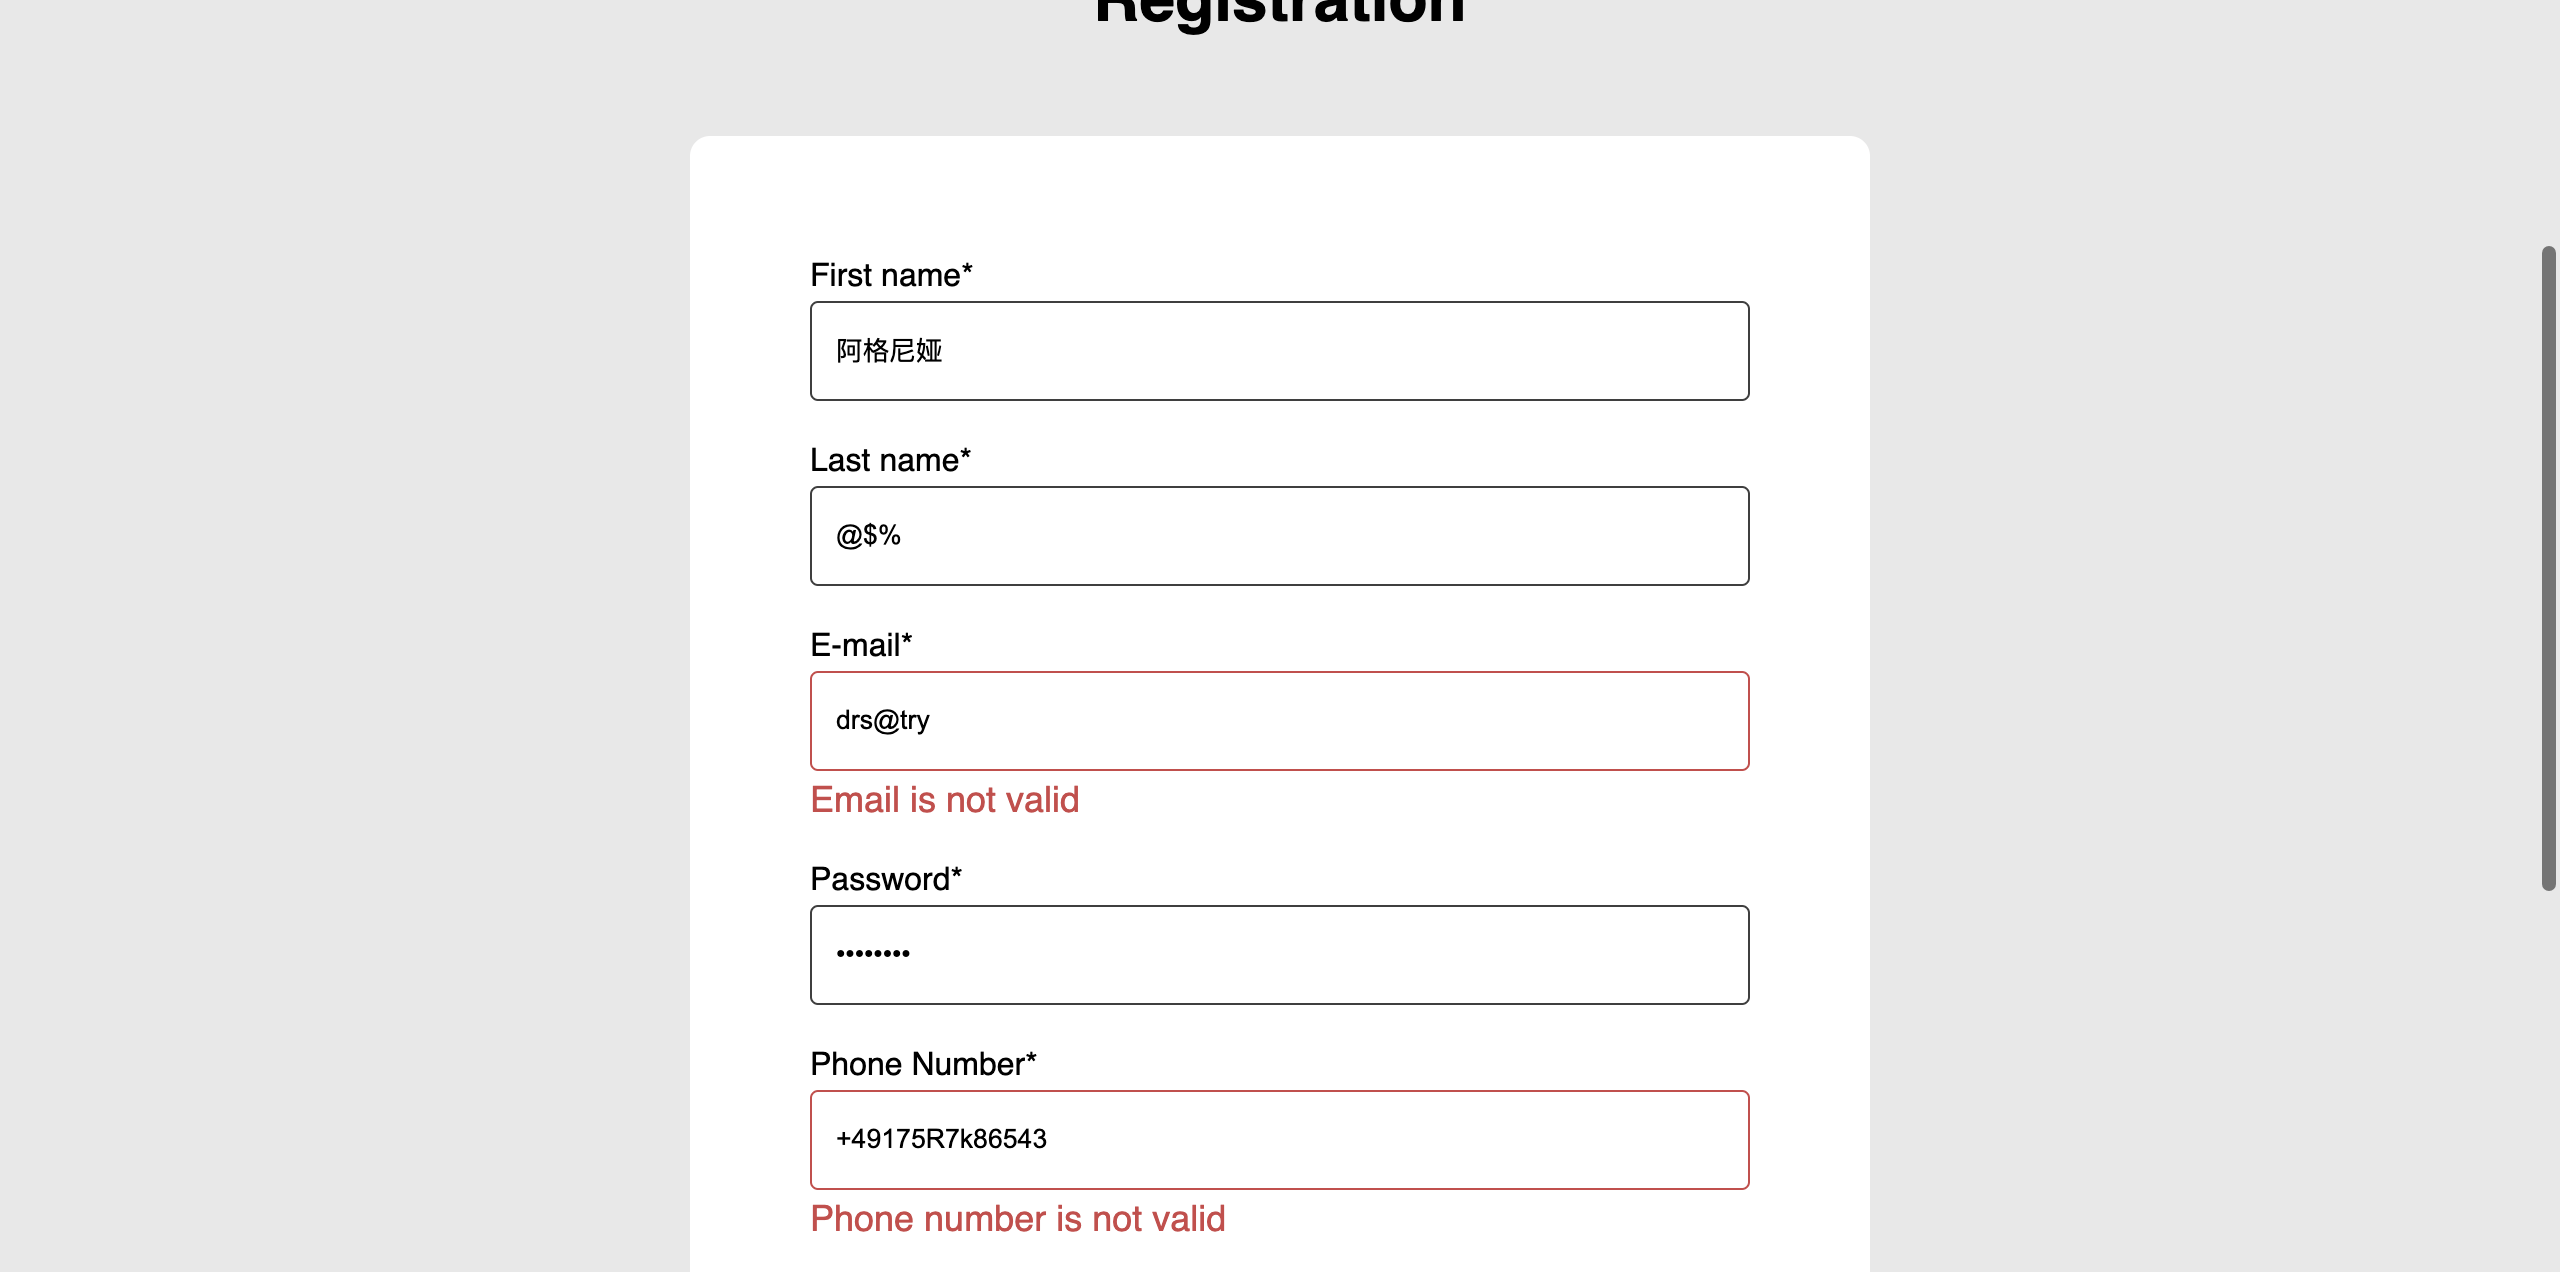 Registration
First name*
阿格尼娅
Last name*
@$%
E-mail*
drs@try
Email is not valid
Password*
••••••••
Phone Number*
+49175R7k86543
Phone number is not valid